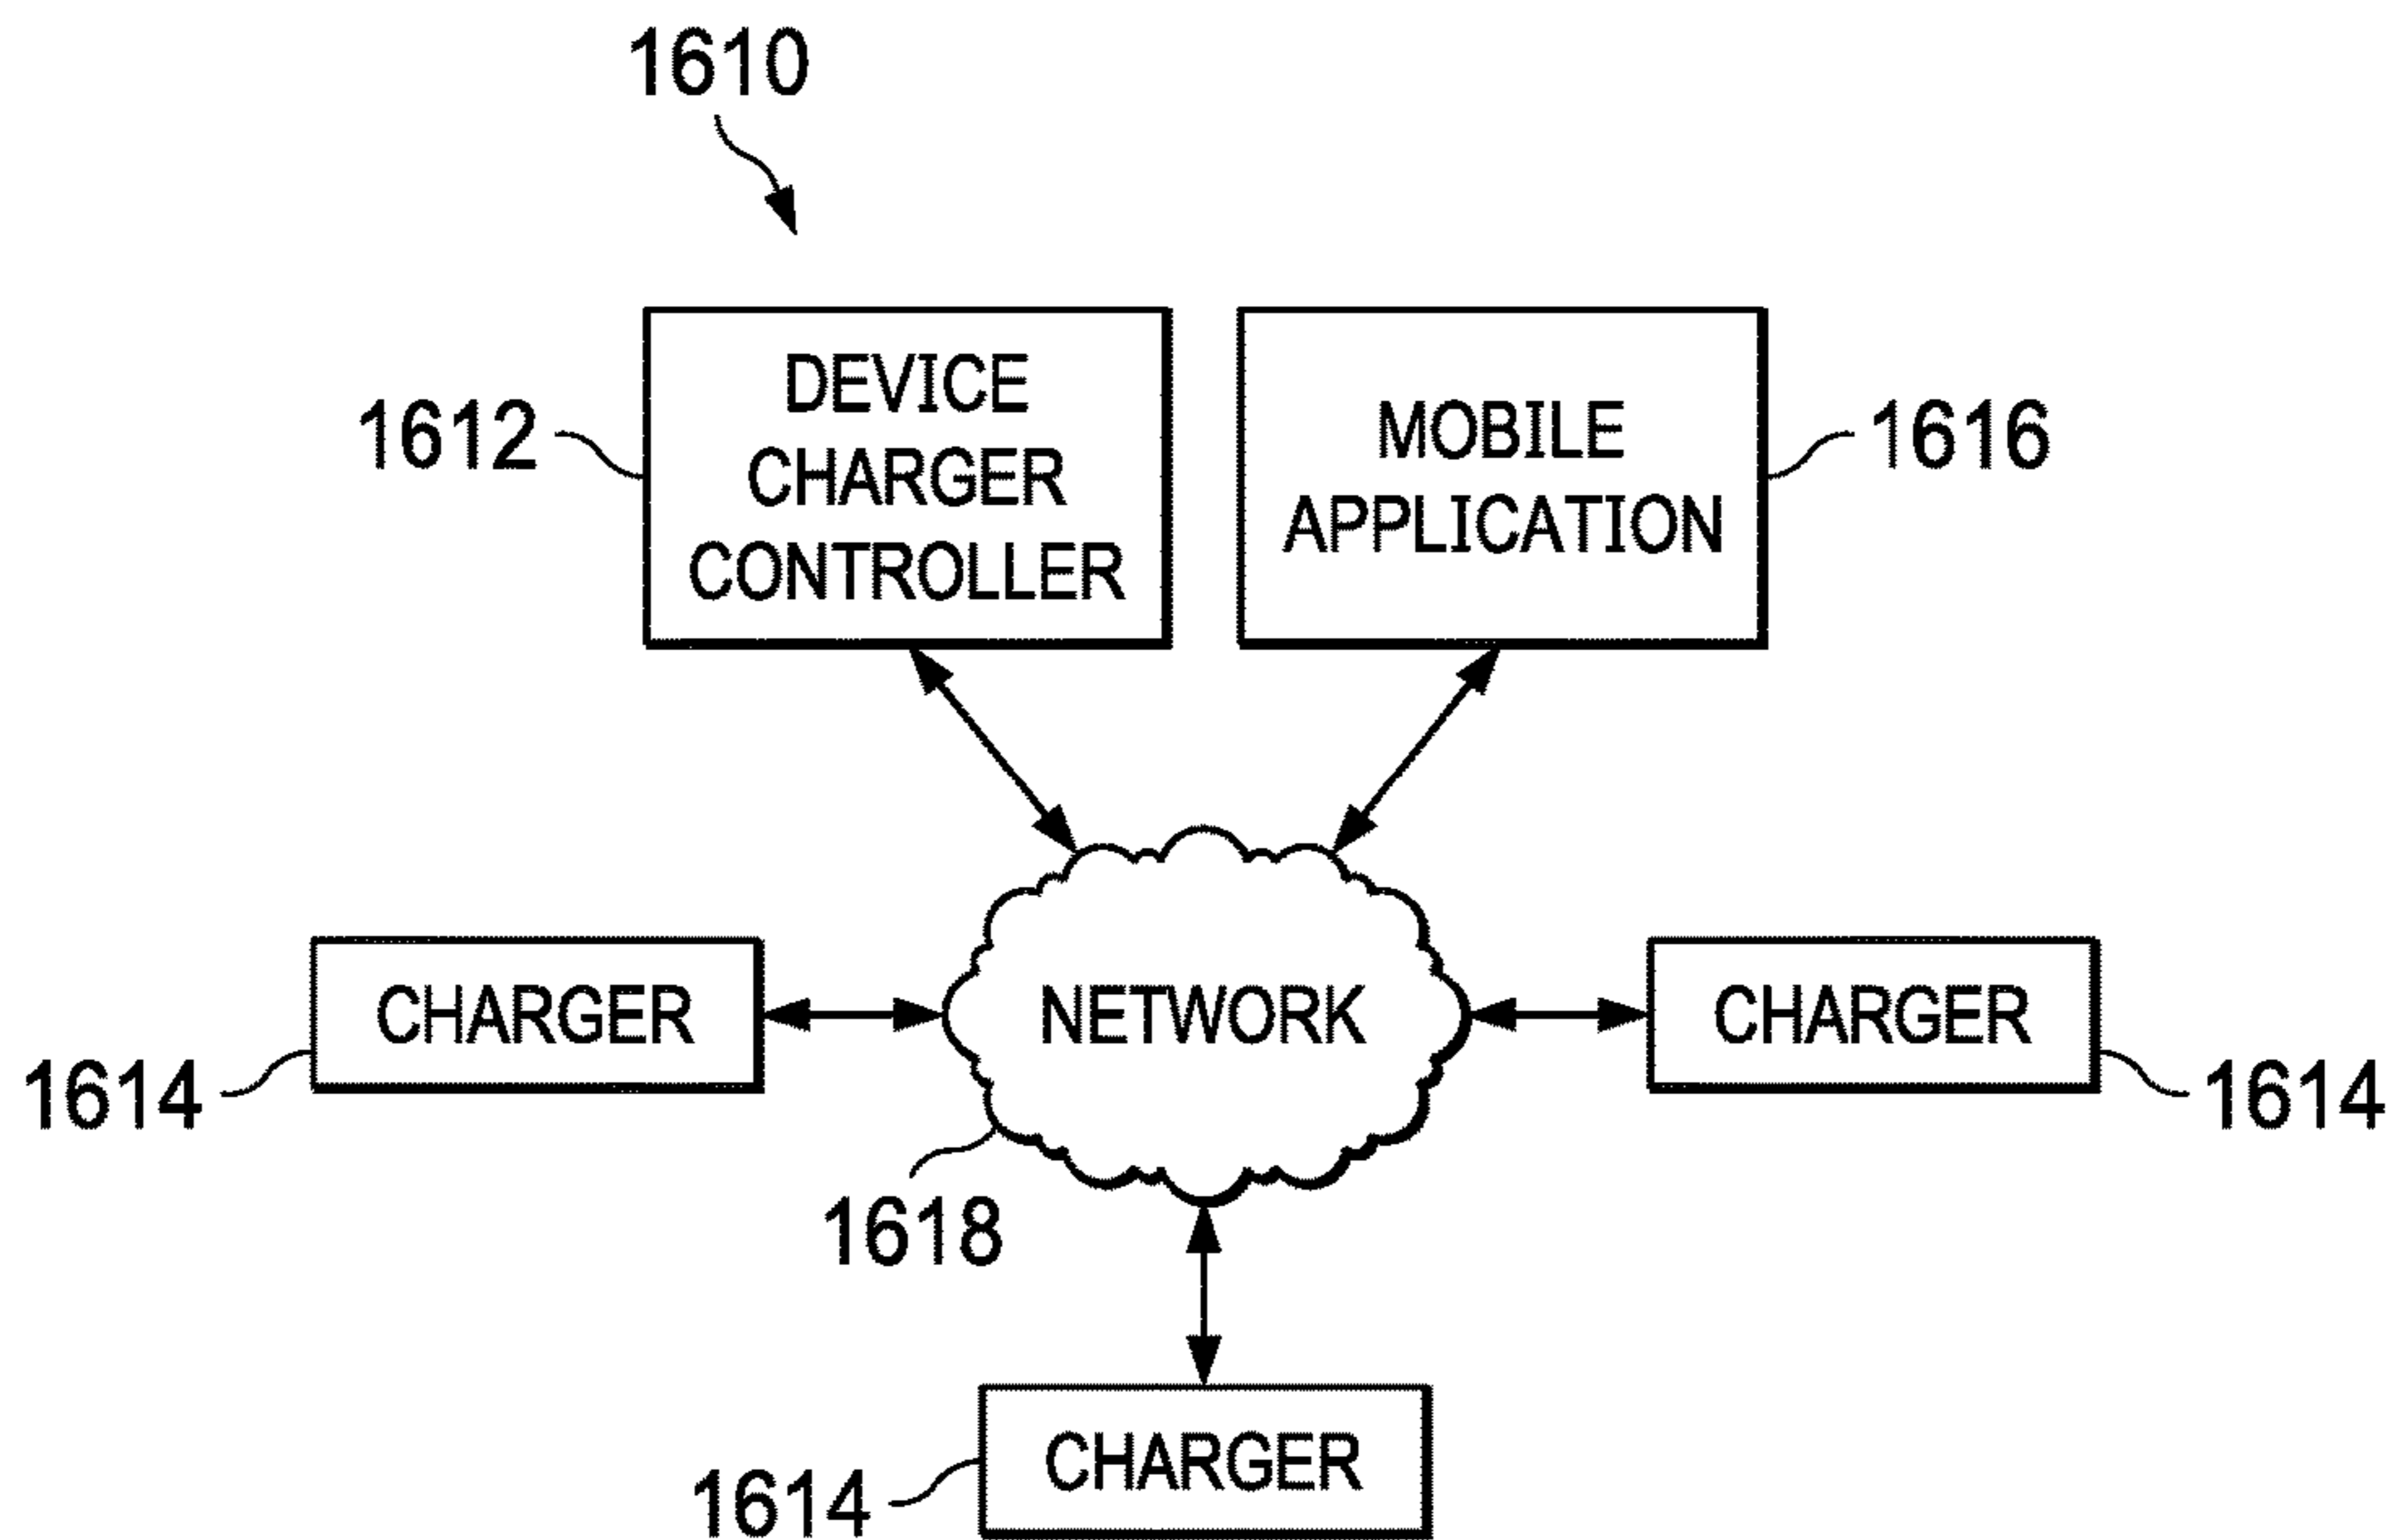 1610
DEVICE
CHARGER
CONTROLLER
1612
MOBILE
APPLICATION
1616
CHARGER
1614
NETWORK
1618
CHARGER
1614
CHARGER
1614